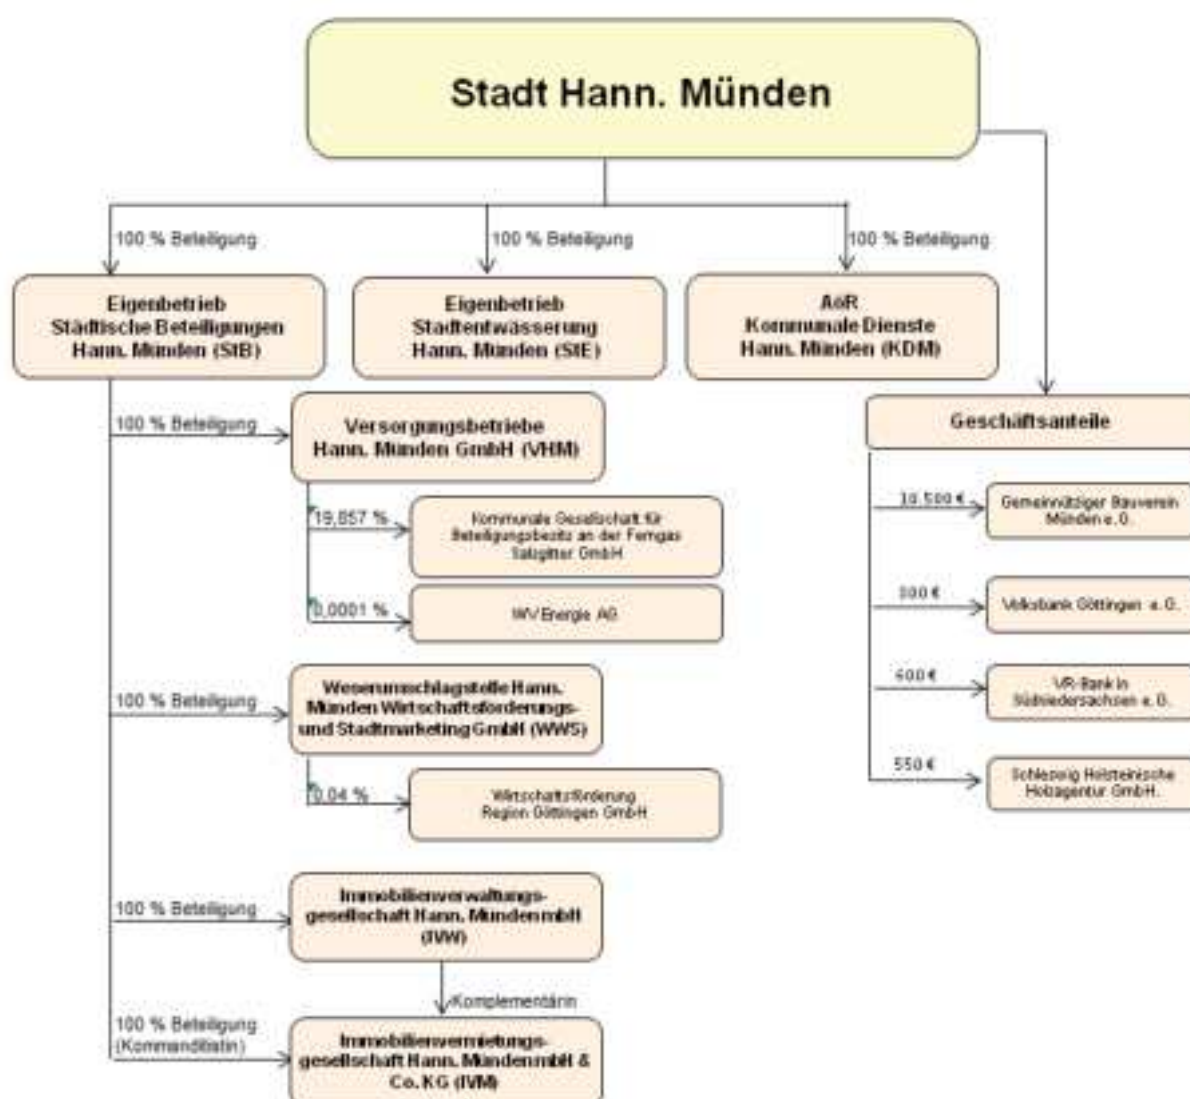 Stadt Hann. Münden
100 % Beteiligung
100 % Beteiligung
100 % Beteiligung
Eigenbetrieb
Städtische Beteiligungen
Hann. Münden (StB)
Eigenbetrieb
Stadtentwässerung
Hann. Münden (StE)
AöR
Kommunale Dienste
Hann. Münden (KDM)
100 % Beteiligung
Versorgungsbetriebe
Hann. Münden GmbH (VHM)
19,857 %
Kommunale Gesellschaft für
Beteiligungsbesitz an der Ferngas
Salzgitter GmbH
0,0001 %
WV Energie AG
100 % Beteiligung
Weserumschlagstelle Hann.
Münden Wirtschaftsförderungs-
und Stadtmarketing GmbH (WWS)
0,04 %
Wirtschaftsförderung
Region Göttingen GmbH
100 % Beteiligung
Immobilienverwaltungs-
gesellschaft Hann. Münden mbH
(IVW)
Komplementärin
100 % Beteiligung
(Kommanditistin)
Immobilienvermietungs-
gesellschaft Hann. Münden mbH &
Co. KG (IVM)
Geschäftsanteile
Gemeinnütziger Bauverein
Münden e.G.
Volksbank Göttingen e.G.
600 €
VR-Bank in
Südniedersachsen e.G.
550 €
Schleswig Holsteinische
Holzagentur GmbH.